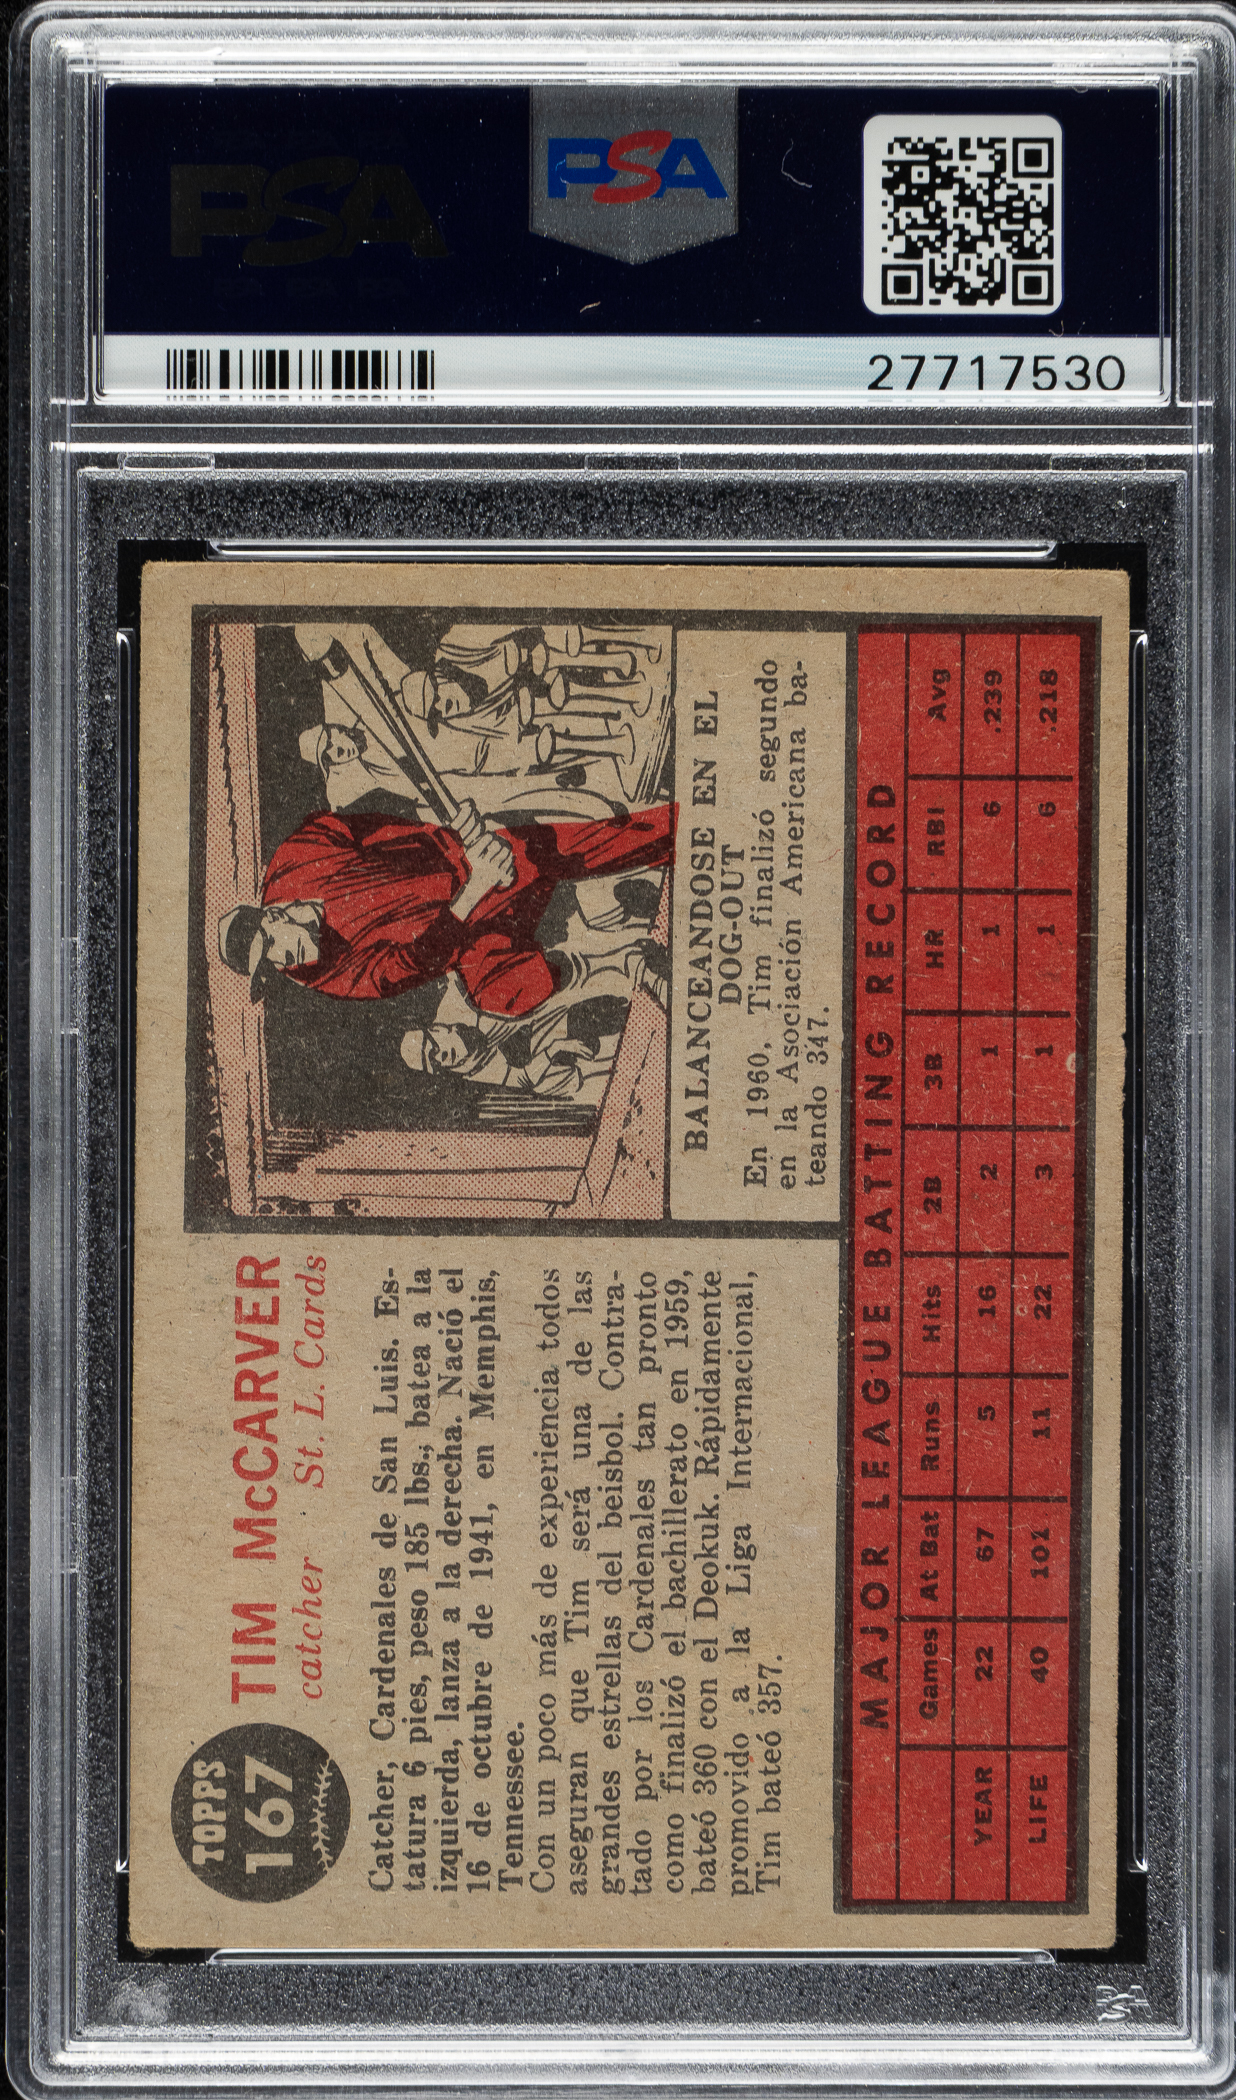 PSA
PSA
27717530
TOPPS
167
TIM McCARVER
catcher St. L. Cards
Catcher, Cardenales de San Luis. Es-
tatura 6 pies, peso 185 lbs., batea a la
izquierda, lanza a la derecha. Nació el
16 de octubre de 1941, en Memphis,
Tennessee.
Con un poco más de experiencia todos
aseguran que Tim será una de las
grandes estrellas del beisbol. Contra-
tado por los Cardenales tan pronto
como finalizó el bachillerato en 1959,
bateó 360 con el Deokuk. Rápidamente
promovido a la Liga Internacional,
Tim bateó 357.
BALANCEANDOSE EN EL
DOG-OUT
En 1960, Tim finalizó segundo
en la Asociación Americana ba-
teando 347.
MAJOR LEAGUE BATTING RECORD
Games At Bat Runs Hits 2B 3B HR RBI Avg
YEAR 22 67 5 16 2 1 1 6 .239
LIFE 40 101 11 22 3 1 1 6 .218
PSA